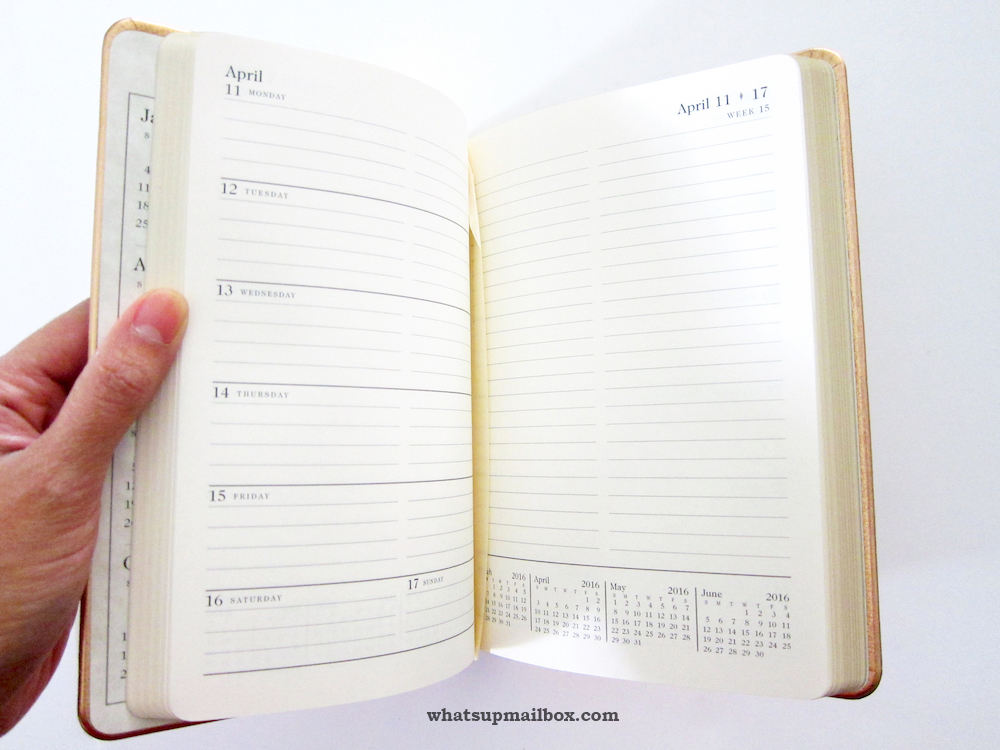 April
11 MONDAY
12 TUESDAY
13 WEDNESDAY
14 THURSDAY
15 FRIDAY
16 SATURDAY
17 SUNDAY
4
11
18
25
April 11 17
WEEK 15
2016
April 2016
S M T W T F S
1 2
3 4 5 6 7 8 9
10 11 12 13 14 15 16
17 18 19 20 21 22 23
24 25 26 27 28 29 30
May 2016
S M T W T F S
1 2 3 4 5 6 7
8 9 10 11 12 13 14
15 16 17 18 19 20 21
22 23 24 25 26 27 28
29 30 31
June 2016
S M T W T F S
1 2 3 4
5 6 7 8 9 10 11
12 13 14 15 16 17 18
19 20 21 22 23 24 25
26 27 28 29 30
whatsupmailbox.com